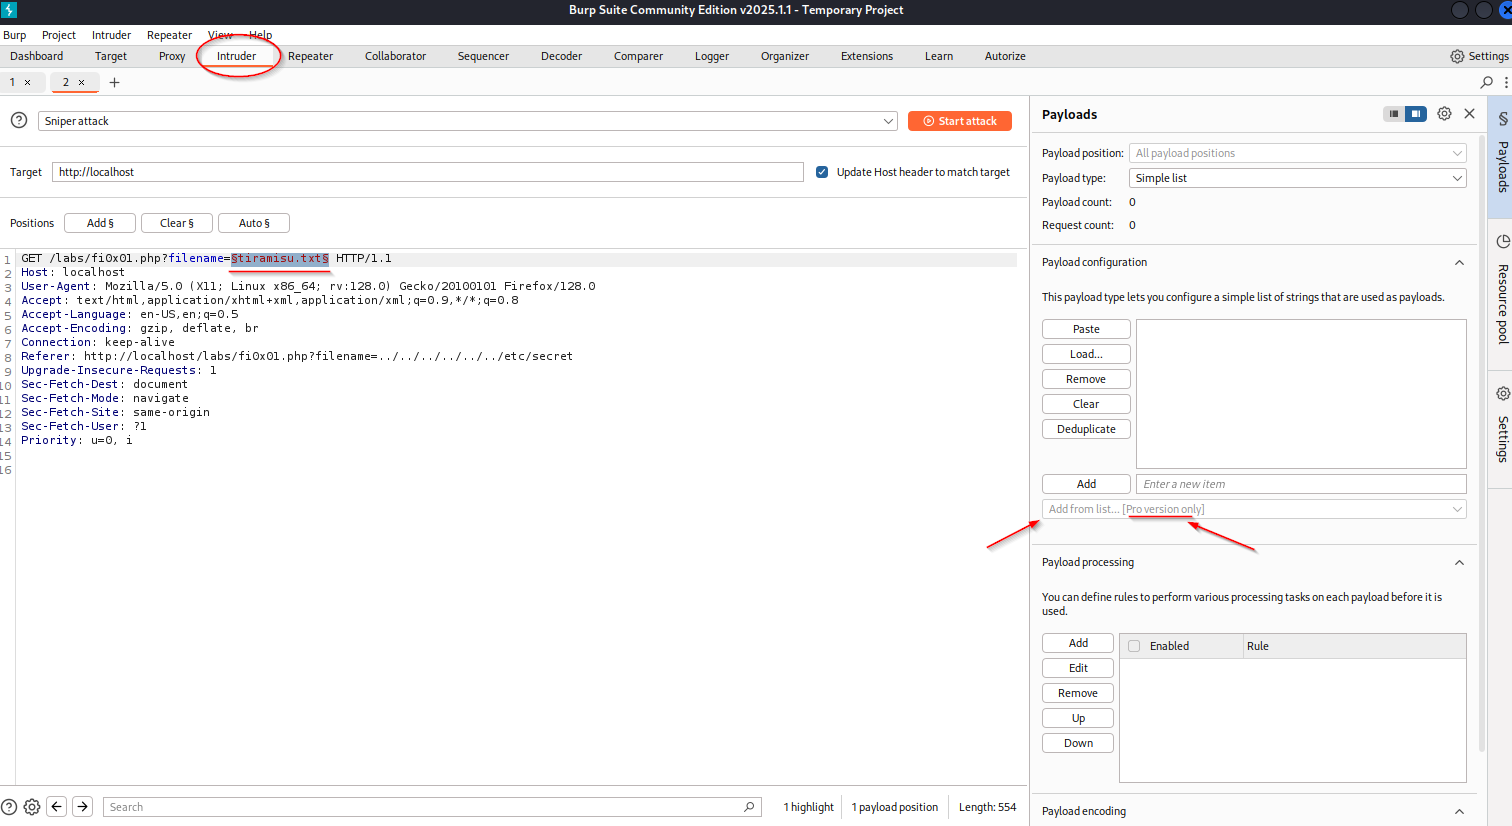 Burp Suite Community Edition v2025.1.1 - Temporary Project
Burp Project Intruder Repeater View Help
Dashboard Target Proxy Intruder Repeater Collaborator Sequencer Decoder Comparer Logger Organizer Extensions Learn Autorize Settings
1 × 2 × +
Sniper attack Start attack
Target http://localhost Update Host header to match target
Positions Add § Clear § Auto §
1 GET /labs/fi0x01.php?filename=§tiramisu.txt§ HTTP/1.1
2 Host: localhost
3 User-Agent: Mozilla/5.0 (X11; Linux x86_64; rv:128.0) Gecko/20100101 Firefox/128.0
4 Accept: text/html,application/xhtml+xml,application/xml;q=0.9,*/*;q=0.8
5 Accept-Language: en-US,en;q=0.5
6 Accept-Encoding: gzip, deflate, br
7 Connection: keep-alive
8 Referer: http://localhost/labs/fi0x01.php?filename=../../../../../../etc/secret
9 Upgrade-Insecure-Requests: 1
10 Sec-Fetch-Dest: document
11 Sec-Fetch-Mode: navigate
12 Sec-Fetch-Site: same-origin
13 Sec-Fetch-User: ?1
14 Priority: u=0, i
15
16
Search 1 highlight 1 payload position Length: 554
Payloads
Payload position: All payload positions
Payload type: Simple list
Payload count: 0
Request count: 0
Payload configuration
This payload type lets you configure a simple list of strings that are used as payloads.
Paste
Load...
Remove
Clear
Deduplicate
Add Enter a new item
Add from list... [Pro version only]
Payload processing
You can define rules to perform various processing tasks on each payload before it is
used.
Add Enabled Rule
Edit
Remove
Up
Down
Payload encoding
§ Payloads
Resource pool
Settings